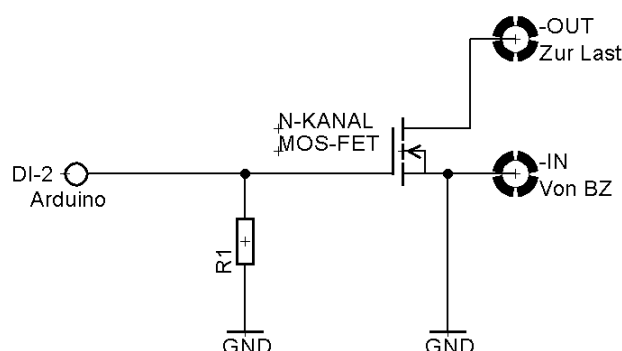 -OUT
Zur Last
N-KANAL
MOS-FET
DI-2
Arduino
-IN
Von BZ
R1
GND
GND